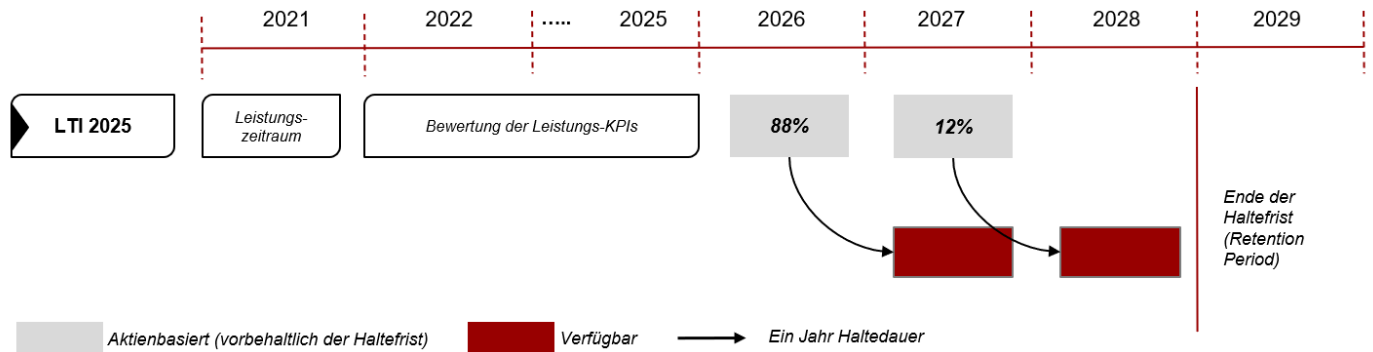 2021 2022 ..... 2025 2026 2027 2028 2029
LTI 2025
Leistungs-
zeitraum
Bewertung der Leistungs-KPIs
88%
12%
Ende der
Haltefrist
(Retention
Period)
Aktienbasiert (vorbehaltlich der Haltefrist)
Verfügbar
Ein Jahr Haltedauer